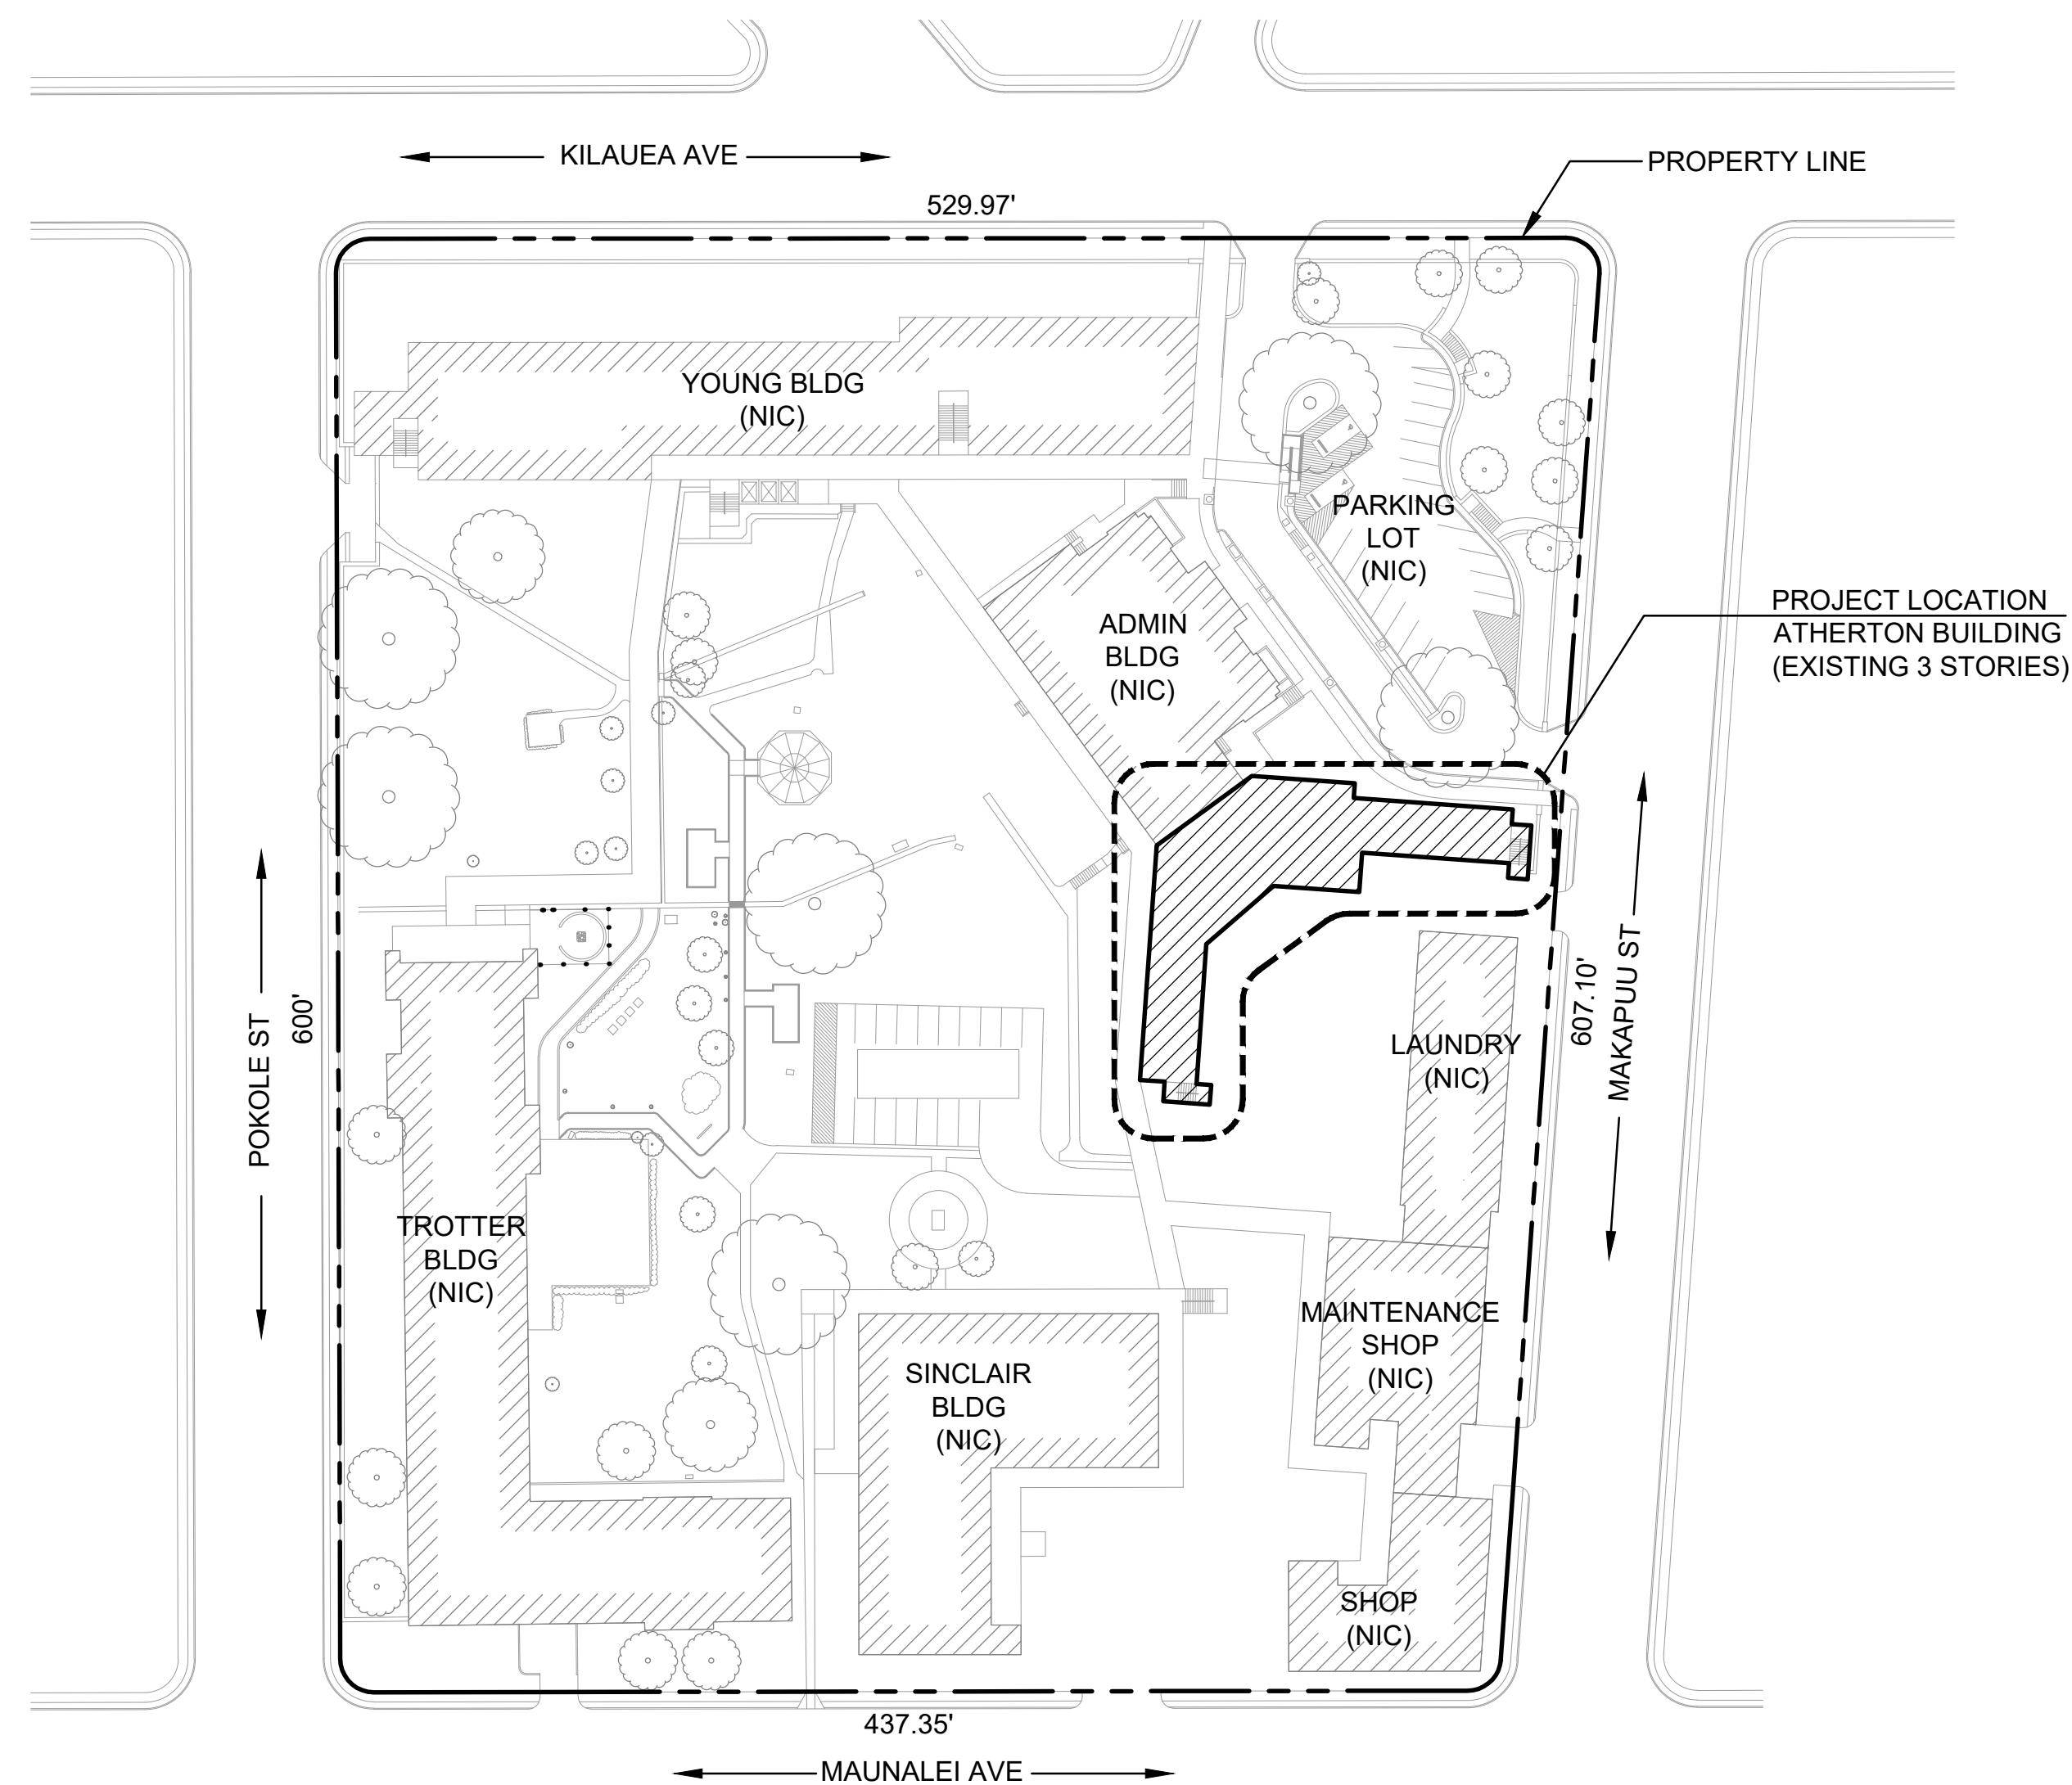 KILAUEA AVE
PROPERTY LINE
529.97'
YOUNG BLDG
(NIC)
PARKING
LOT
(NIC)
PROJECT LOCATION
ATHERTON BUILDING
(EXISTING 3 STORIES)
ADMIN
BLDG
(NIC)
POKOLE ST
600'
607.10'
MAKAPUU ST
LAUNDRY
(NIC)
TROTTER
BLDG
(NIC)
MAINTENANCE
SHOP
(NIC)
SINCLAIR
BLDG
(NIC)
SHOP
(NIC)
437.35'
MAUNALEI AVE